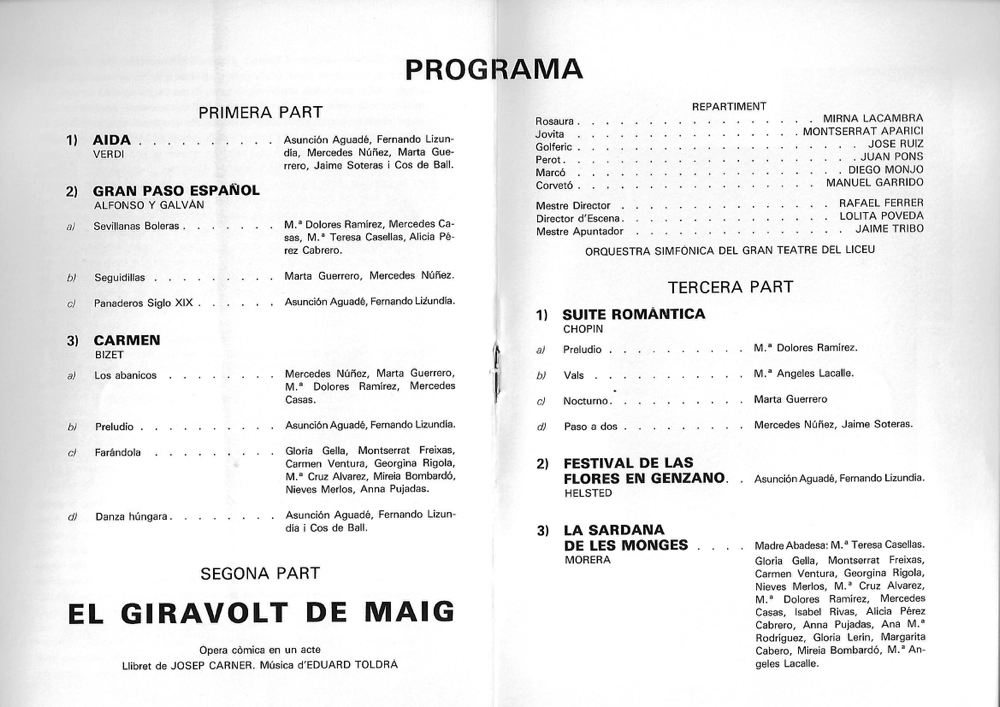 PROGRAMA
PRIMERA PART
1) AIDA . . . . . . . . . . Asunción Aguadé, Fernando Lizun-
VERDI día, Mercedes Núñez, Marta Gue-
rrero, Jaime Soteras i Cos de Ball.
2) GRAN PASO ESPAÑOL
ALFONSO Y GALVÁN
a) Sevillanas Boleras . . . . . . . M.ª Dolores Ramírez, Mercedes Ca-
sas, M.ª Teresa Casellas, Alicia Pé-
rez Cabrero.
b) Seguidillas . . . . . . . . . Marta Guerrero, Mercedes Núñez.
c) Panaderos Siglo XIX . . . . . . Asunción Aguadé, Fernando Lizundia.
3) CARMEN
BIZET
a) Los abanicos . . . . . . . . Mercedes Núñez, Marta Guerrero,
M.ª Dolores Ramírez, Mercedes
Casas.
b) Preludio . . . . . . . . . . Asunción Aguadé, Fernando Lizundia.
c) Farándola . . . . . . . . . Gloria Gella, Montserrat Freixas,
Carmen Ventura, Georgina Rigola,
M.ª Cruz Alvarez, Mireia Bombardó,
Nieves Merlos, Anna Pujadas.
d) Danza húngara . . . . . . . . Asunción Aguadé, Fernando Lizun-
dia i Cos de Ball.
SEGONA PART
EL GIRAVOLT DE MAIG
Opera còmica en un acte
Llibret de JOSEP CARNER. Música d'EDUARD TOLDRÁ
REPARTIMENT
Rosaura . . . . . . . . . . . . . . . . MIRNA LACAMBRA
Jovita . . . . . . . . . . . . . . . MONTSERRAT APARICI
Golferic . . . . . . . . . . . . . . . . . . JOSE RUIZ
Perot . . . . . . . . . . . . . . . . . . JUAN PONS
Marcó . . . . . . . . . . . . . . . . . DIEGO MONJO
Corvetó . . . . . . . . . . . . . . . MANUEL GARRIDO
Mestre Director . . . . . . . . . . . . RAFAEL FERRER
Director d'Escena . . . . . . . . . . . . LOLITA POVEDA
Mestre Apuntador . . . . . . . . . . . . JAIME TRIBO
ORQUESTRA SIMFÓNICA DEL GRAN TEATRE DEL LICEU
TERCERA PART
1) SUITE ROMÀNTICA
CHOPIN
a) Preludio . . . . . . . . . . M.ª Dolores Ramírez.
b) Vals . . . . . . . . . . . M.ª Angeles Lacalle.
c) Nocturno . . . . . . . . . . Marta Guerrero
d) Paso a dos . . . . . . . . . Mercedes Núñez, Jaime Soteras.
2) FESTIVAL DE LAS
FLORES EN GENZANO . . Asunción Aguadé, Fernando Lizundia.
HELSTED
3) LA SARDANA
DE LES MONGES . . . . Madre Abadesa: M.ª Teresa Casellas.
MORERA Gloria Gella, Montserrat Freixas,
Carmen Ventura, Georgina Rigola,
Nieves Merlos, M.ª Cruz Alvarez,
M.ª Dolores Ramírez, Mercedes
Casas, Isabel Rivas, Alicia Pérez
Cabrero, Anna Pujadas, Ana M.ª
Rodríguez, Gloria Lerin, Margarita
Cabero, Mireia Bombardó, M.ª An-
geles Lacalle.